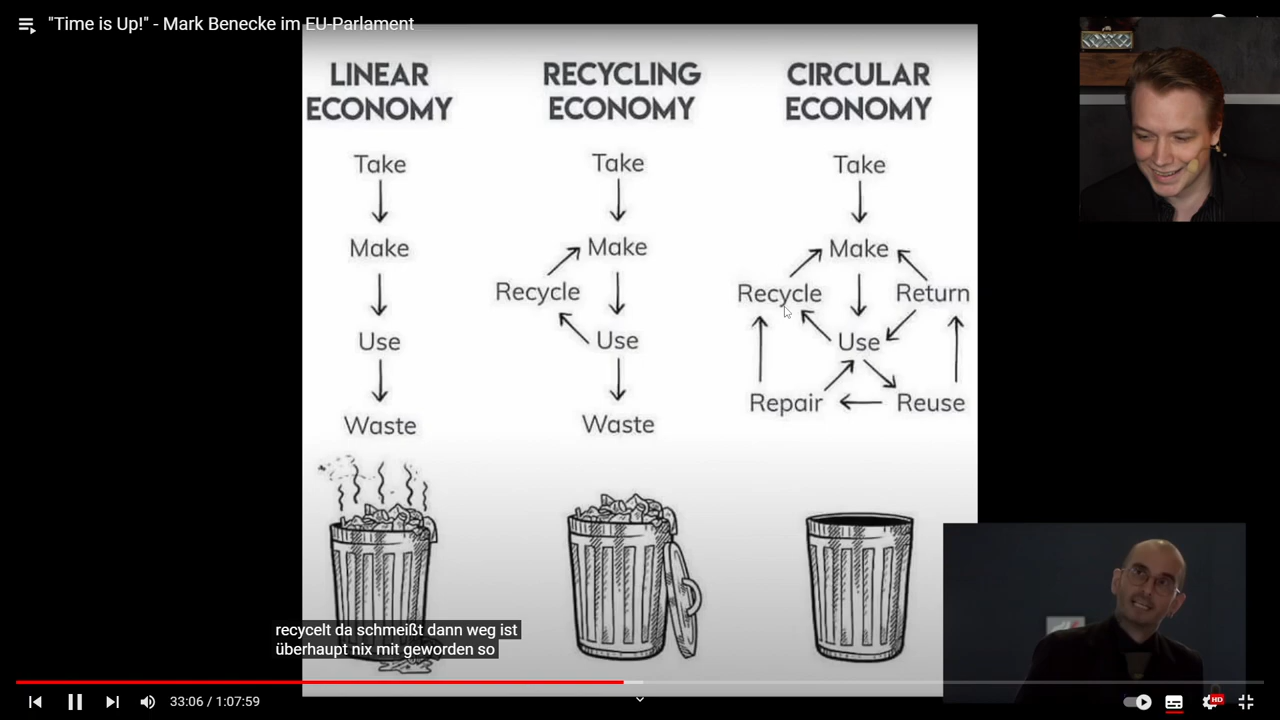 "Time is Up!" - Mark Benecke im EU-Parlament
LINEAR
ECONOMY
Take
Make
Use
Waste
RECYCLING
ECONOMY
Take
Make
Recycle
Use
Waste
CIRCULAR
ECONOMY
Take
Make
Recycle
Return
Use
Repair
Reuse
recycelt da schmeißt dann weg ist
überhaupt nix mit geworden so
33:06 / 1:07:59
HD